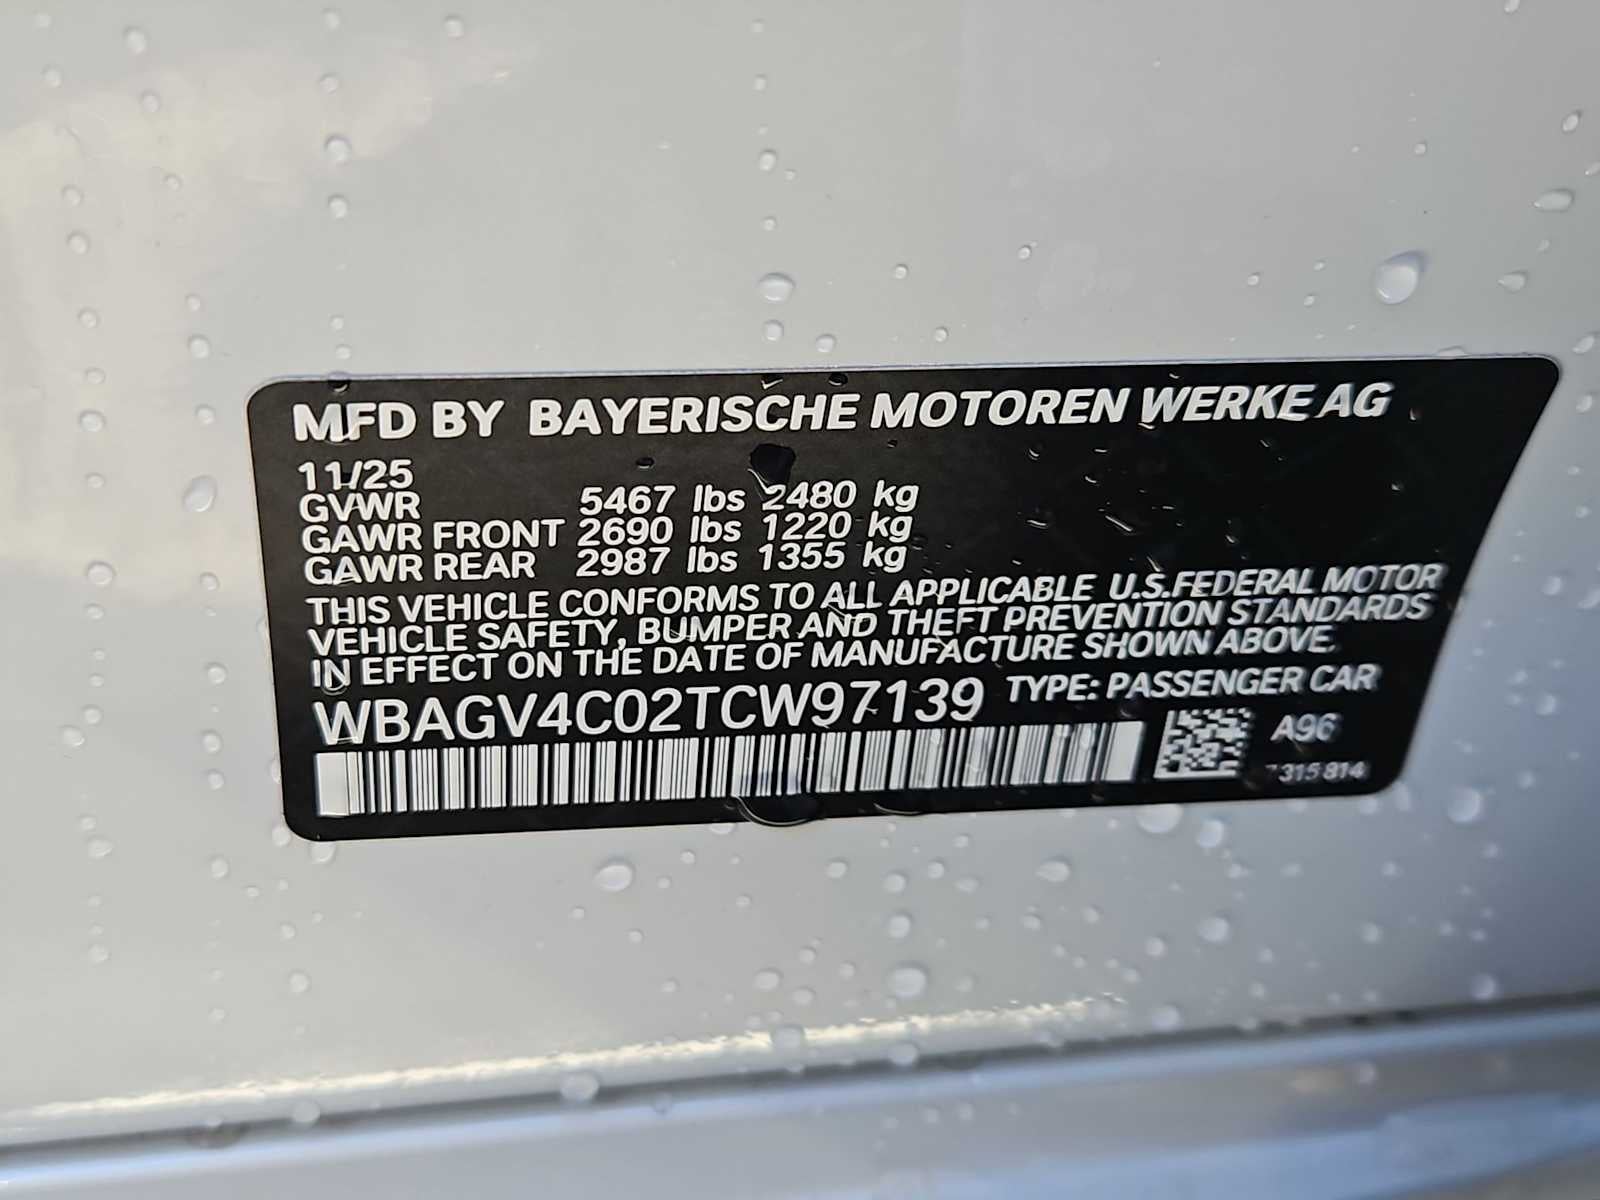 MFD BY BAYERISCHE MOTOREN WERKE AG
11/25
GVWR 5467 lbs 2480 kg
GAWR FRONT 2690 lbs 1220 kg
GAWR REAR 2987 lbs 1355 kg
THIS VEHICLE CONFORMS TO ALL APPLICABLE U.S.FEDERAL MOTOR
VEHICLE SAFETY, BUMPER AND THEFT PREVENTION STANDARDS
IN EFFECT ON THE DATE OF MANUFACTURE SHOWN ABOVE.
WBAGV4C02TCW97139 TYPE: PASSENGER CAR
A96
7315814